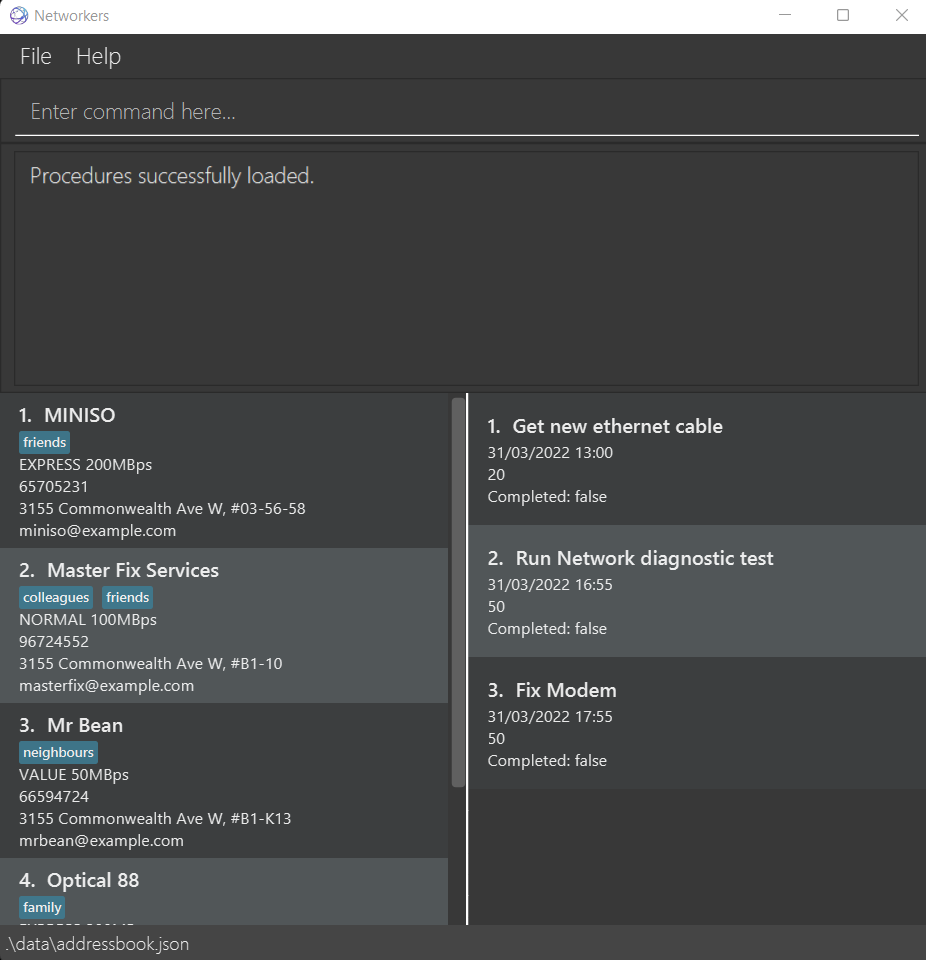 Networkers
File Help
Enter command here...
Procedures successfully loaded.
1. MINISO
friends
EXPRESS 200MBps
65705231
3155 Commonwealth Ave W, #03-56-58
miniso@example.com
2. Master Fix Services
colleagues friends
NORMAL 100MBps
96724552
3155 Commonwealth Ave W, #B1-10
masterfix@example.com
3. Mr Bean
neighbours
VALUE 50MBps
66594724
3155 Commonwealth Ave W, #B1-K13
mrbean@example.com
4. Optical 88
family
1. Get new ethernet cable
31/03/2022 13:00
20
Completed: false
2. Run Network diagnostic test
31/03/2022 16:55
50
Completed: false
3. Fix Modem
31/03/2022 17:55
50
Completed: false
.\data\addressbook.json